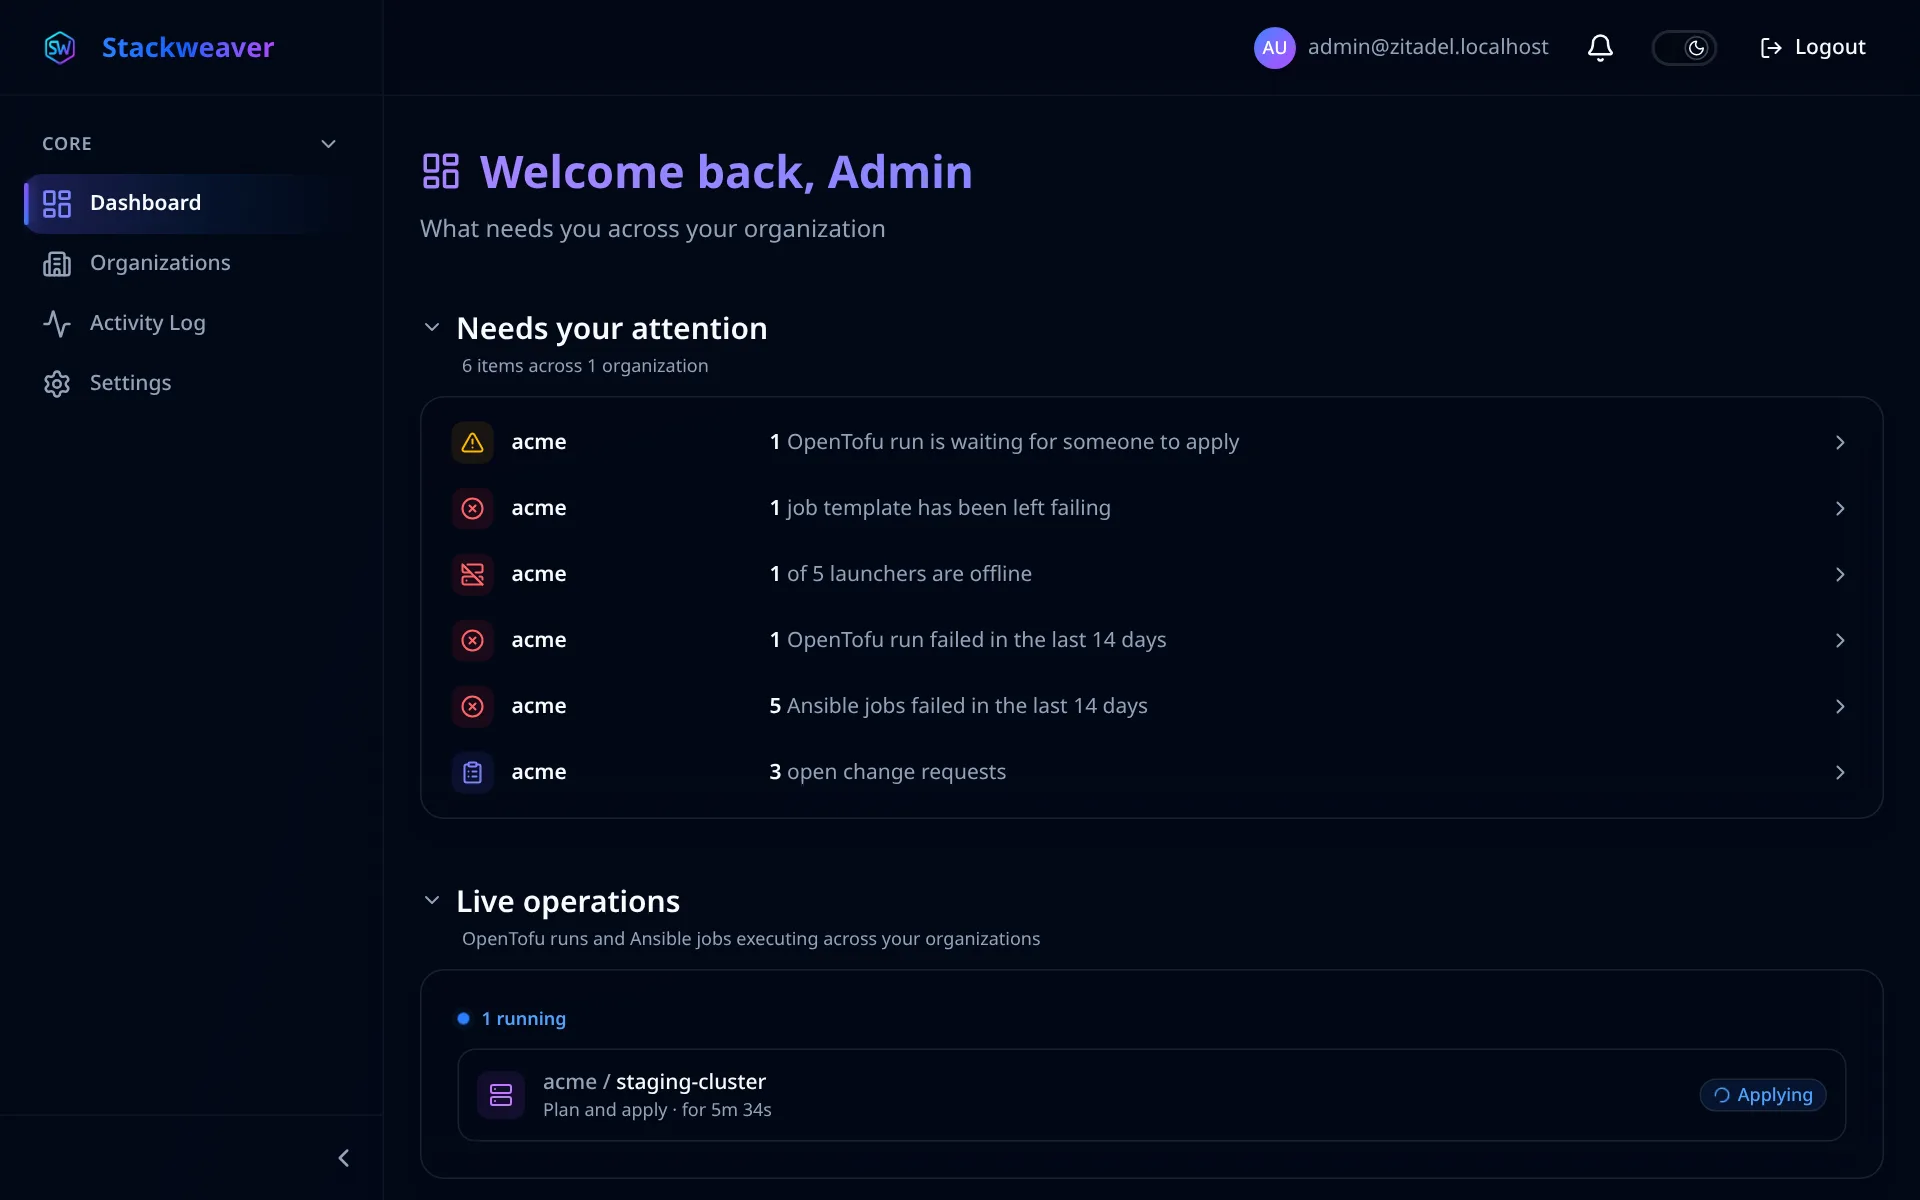 SW Stackweaver
AU admin@zitadel.localhost Logout
CORE
Dashboard
Organizations
Activity Log
Settings
Welcome back, Admin
What needs you across your organization
Needs your attention
6 items across 1 organization
acme 1 OpenTofu run is waiting for someone to apply
acme 1 job template has been left failing
acme 1 of 5 launchers are offline
acme 1 OpenTofu run failed in the last 14 days
acme 5 Ansible jobs failed in the last 14 days
acme 3 open change requests
Live operations
OpenTofu runs and Ansible jobs executing across your organizations
1 running
acme / staging-cluster
Plan and apply · for 5m 34s
Applying